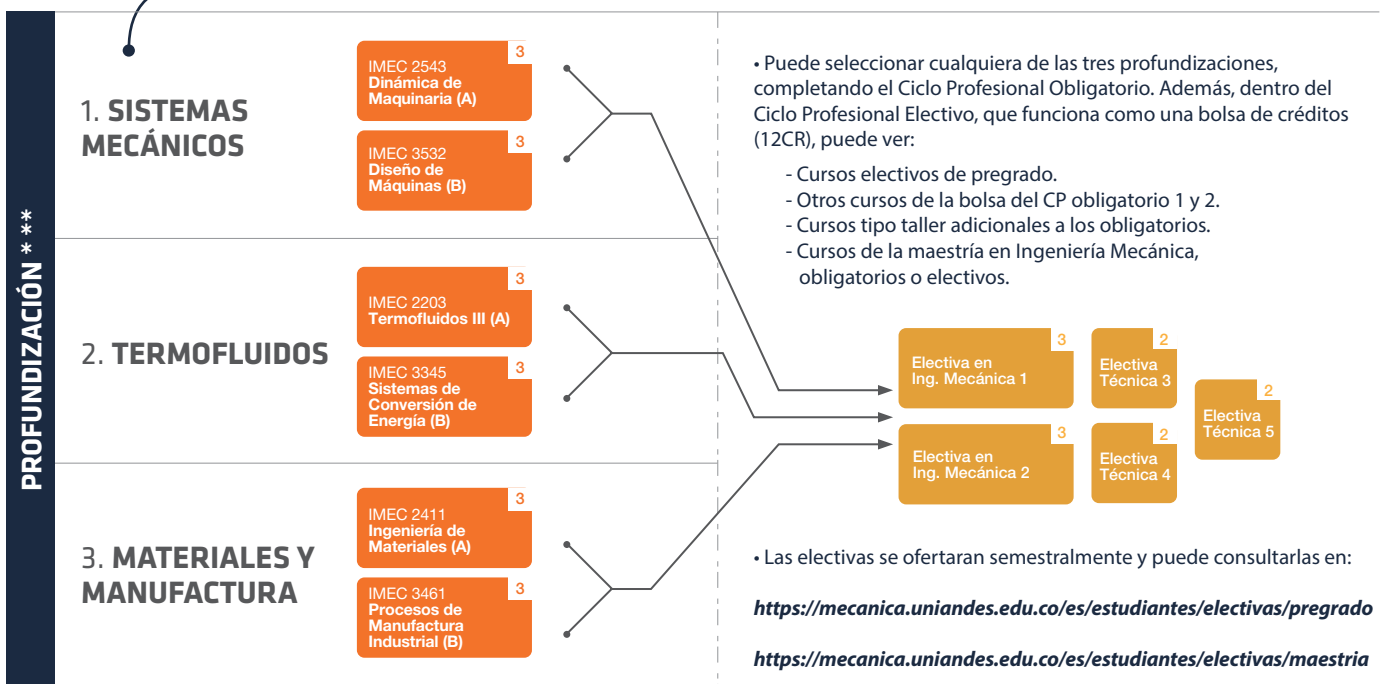 PROFUNDIZACIÓN ***
1. SISTEMAS
MECÁNICOS
3
IMEC 2543
Dinámica de
Maquinaria (A)
3
IMEC 3532
Diseño de
Máquinas (B)
2. TERMOFLUIDOS
3
IMEC 2203
Termofluidos III (A)
3
IMEC 3345
Sistemas de
Conversión de
Energía (B)
3. MATERIALES Y
MANUFACTURA
3
IMEC 2411
Ingeniería de
Materiales (A)
3
IMEC 3461
Procesos de
Manufactura
Industrial (B)
• Puede seleccionar cualquiera de las tres profundizaciones,
completando el Ciclo Profesional Obligatorio. Además, dentro del
Ciclo Profesional Electivo, que funciona como una bolsa de créditos
(12CR), puede ver:
- Cursos electivos de pregrado.
- Otros cursos de la bolsa del CP obligatorio 1 y 2.
- Cursos tipo taller adicionales a los obligatorios.
- Cursos de la maestría en Ingeniería Mecánica,
obligatorios o electivos.
3
Electiva en
Ing. Mecánica 1
2
Electiva
Técnica 3
2
Electiva
Técnica 5
3
Electiva en
Ing. Mecánica 2
2
Electiva
Técnica 4
• Las electivas se ofertaran semestralmente y puede consultarlas en:
https://mecanica.uniandes.edu.co/es/estudiantes/electivas/pregrado
https://mecanica.uniandes.edu.co/es/estudiantes/electivas/maestria